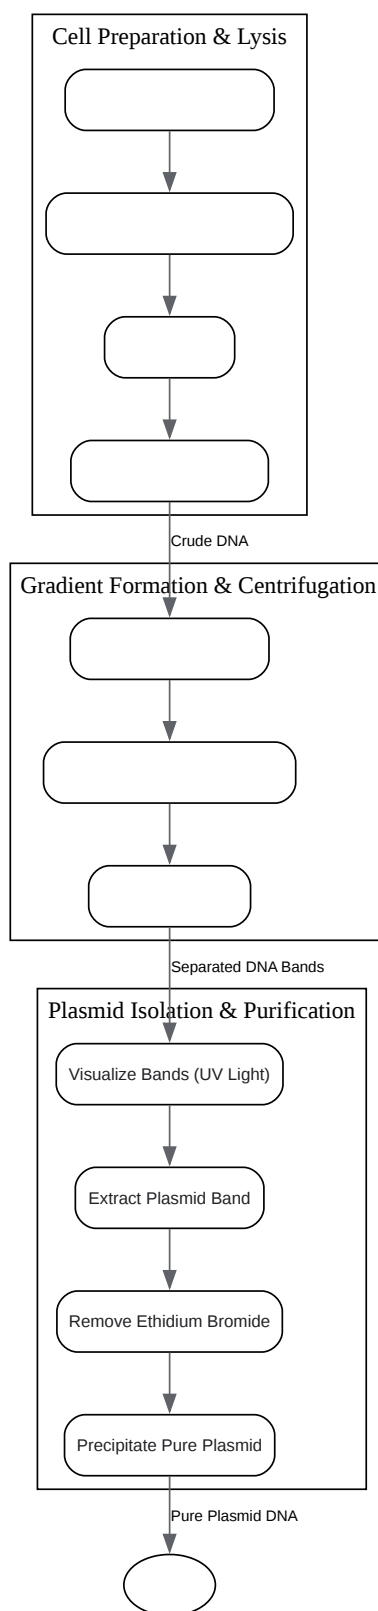 Cell Preparation & Lysis
Crude DNA
Gradient Formation & Centrifugation
Separated DNA Bands
Plasmid Isolation & Purification
Visualize Bands (UV Light)
Extract Plasmid Band
Remove Ethidium Bromide
Precipitate Pure Plasmid
Pure Plasmid DNA